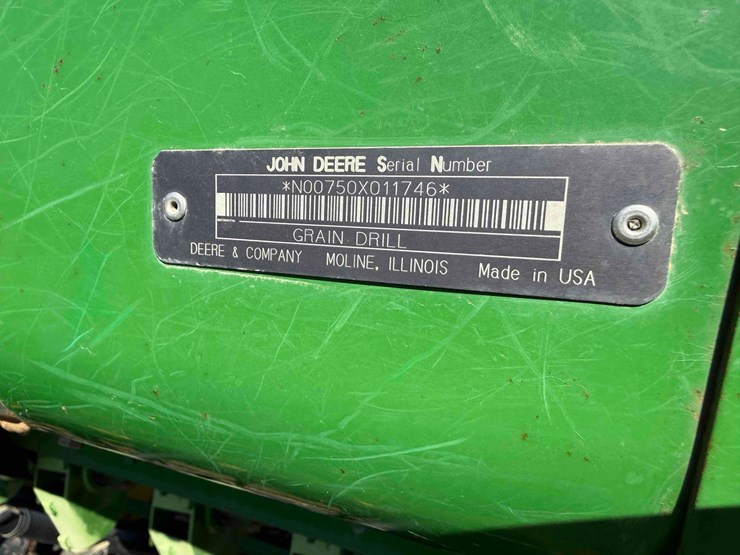 JOHN DEERE Serial Number
*N00750X011746*
GRAIN DRILL
DEERE & COMPANY MOLINE, ILLINOIS Made in USA